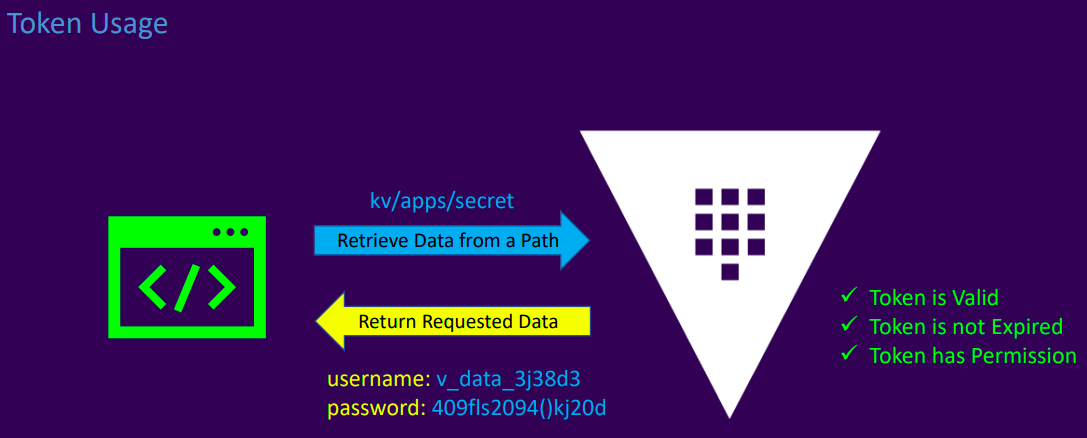 Token Usage
kv/apps/secret
Retrieve Data from a Path
</>
Return Requested Data
✓ Token is Valid
✓ Token is not Expired
✓ Token has Permission
username: v_data_3j38d3
password: 409fls2094()kj20d